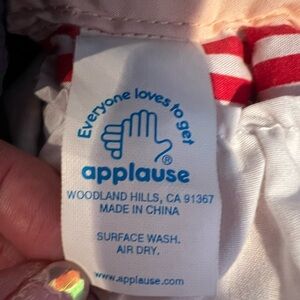 Everyone loves to get
®
applause
WOODLAND HILLS, CA 91367
MADE IN CHINA
SURFACE WASH.
AIR DRY.
www.applause.com